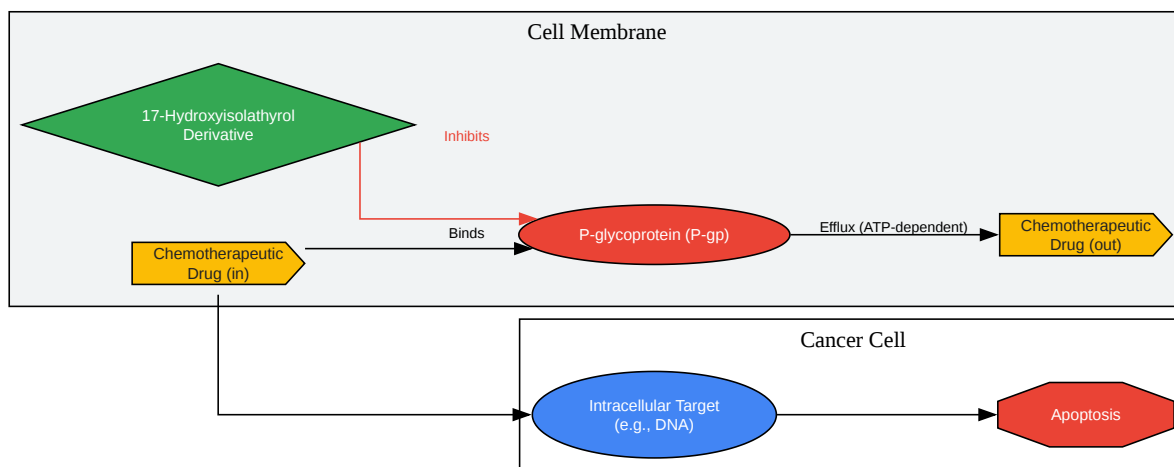 Cell Membrane
17-Hydroxyisolathyrol
Derivative
Inhibits
Chemotherapeutic
Drug (in)
Binds
P-glycoprotein (P-gp)
Efflux (ATP-dependent)
Chemotherapeutic
Drug (out)
Cancer Cell
Intracellular Target
(e.g., DNA)
Apoptosis